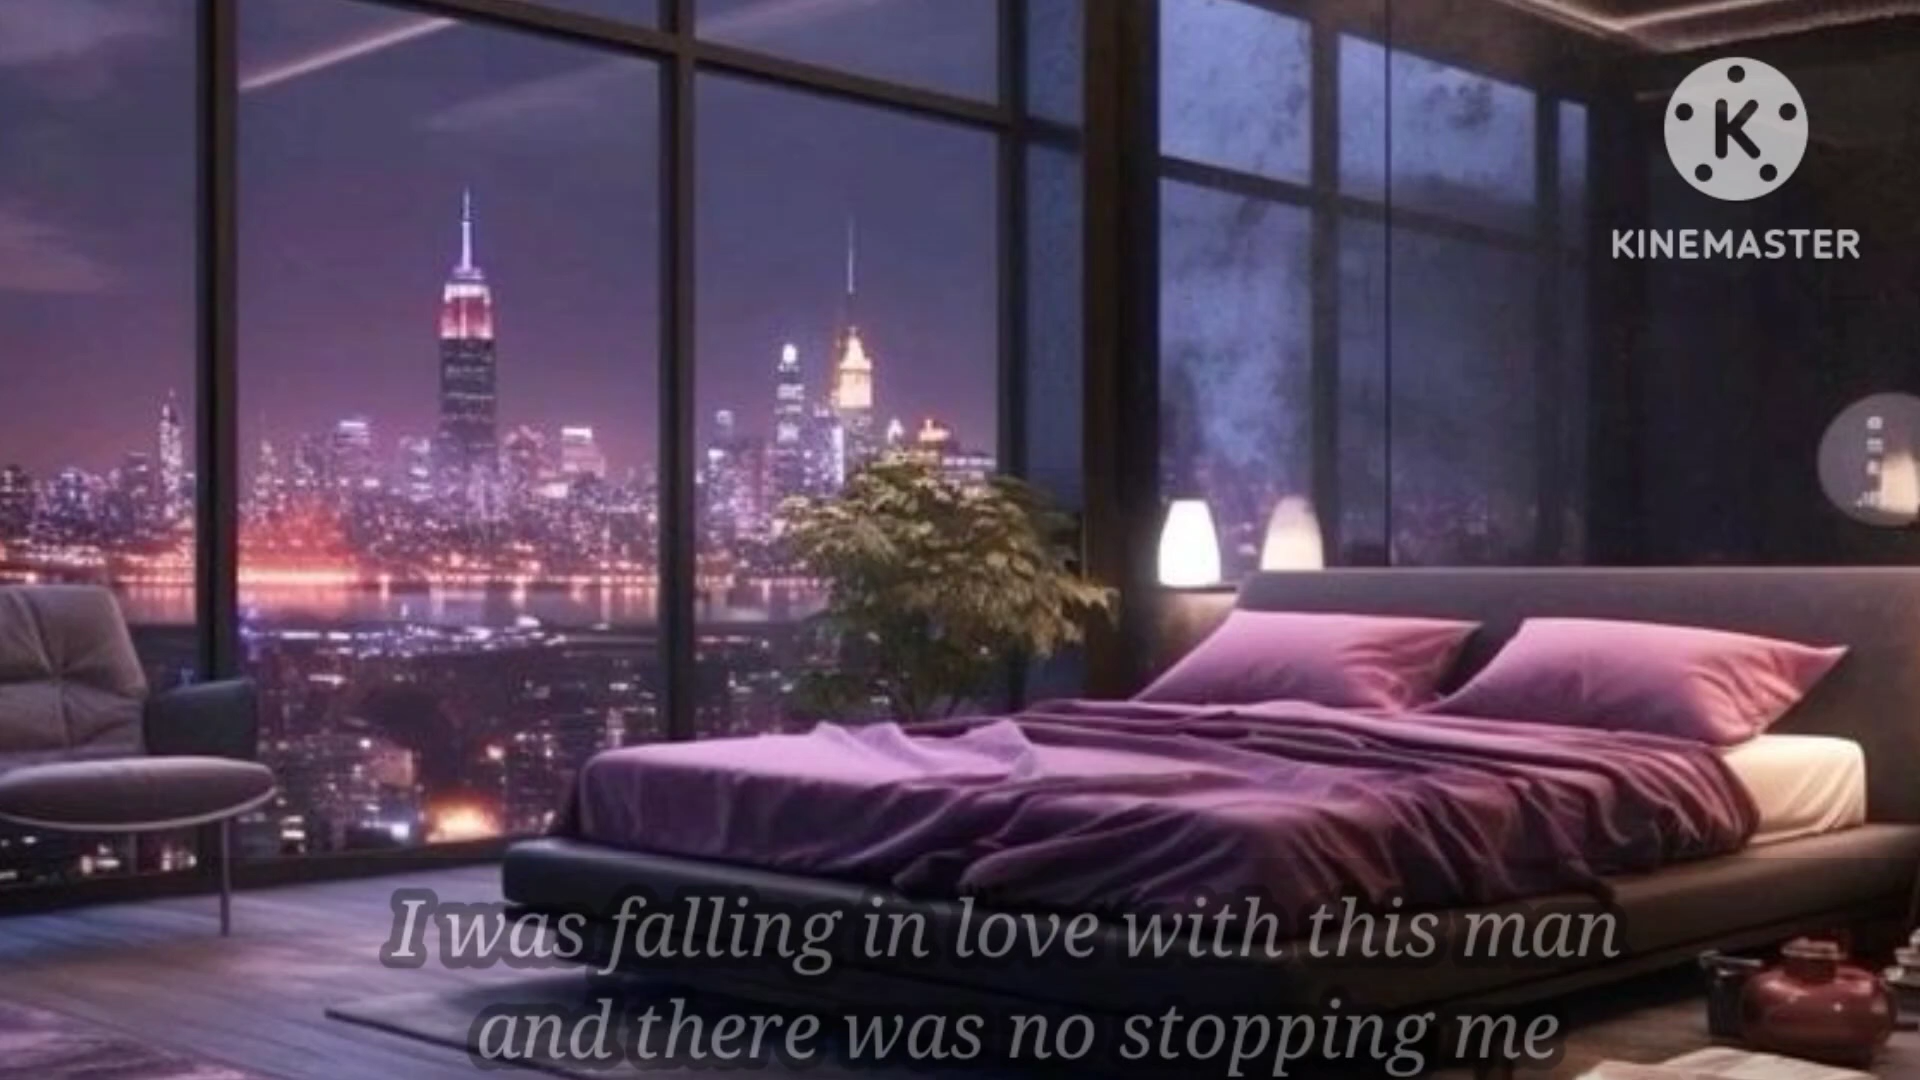 K
KINEMASTER
I was falling in love with this man
and there was no stopping me